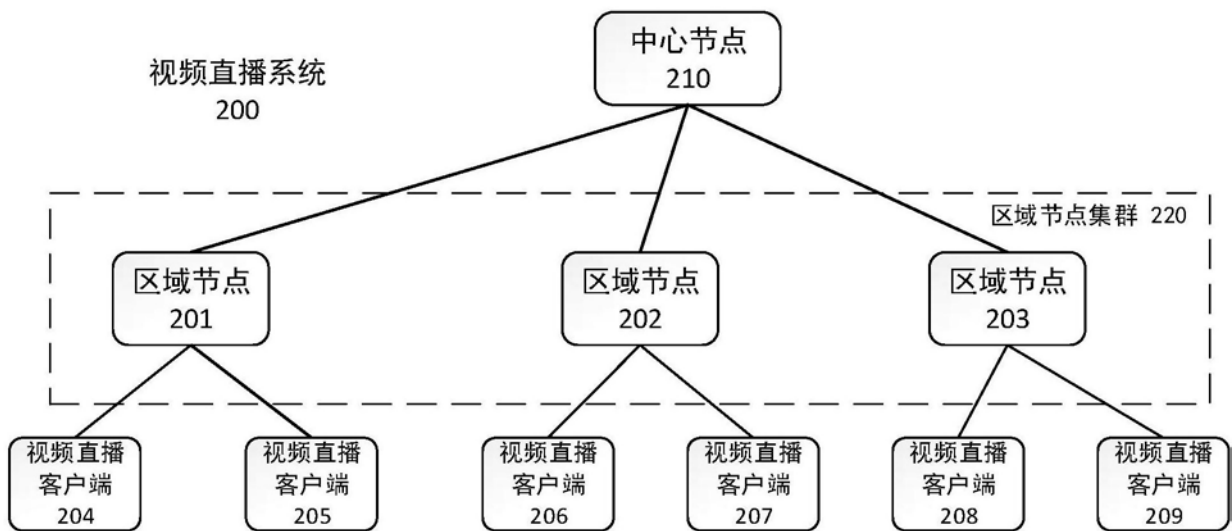 中心节点
210
视频直播系统
200
区域节点集群 220
区域节点
201
区域节点
202
区域节点
203
视频直播
客户端
204
视频直播
客户端
205
视频直播
客户端
206
视频直播
客户端
207
视频直播
客户端
208
视频直播
客户端
209